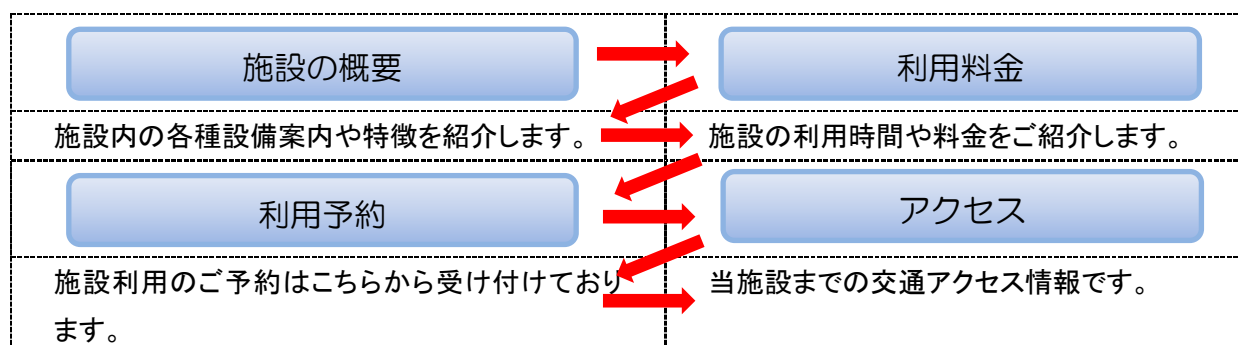 施設の概要
利用料金
施設内の各種設備案内や特徴を紹介します。
施設の利用時間や料金をご紹介します。
利用予約
アクセス
施設利用のご予約はこちらから受け付けており
ます。
当施設までの交通アクセス情報です。